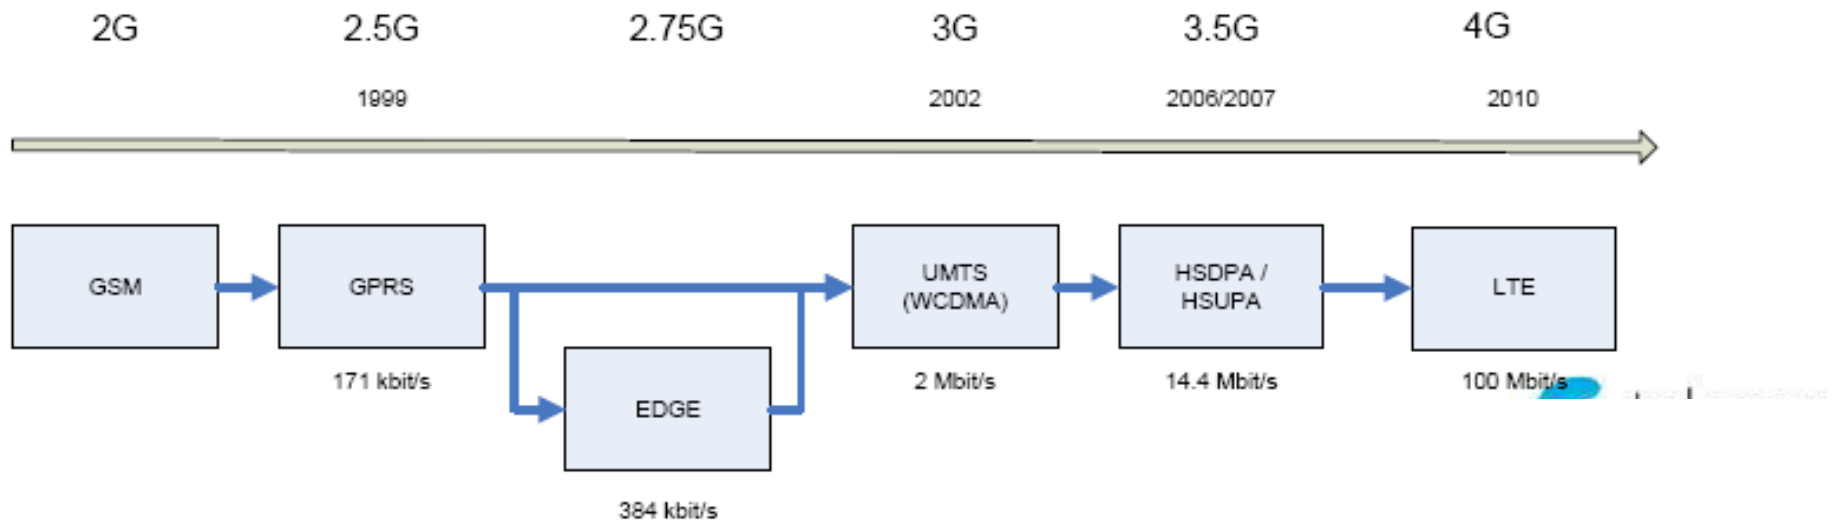 2G 2.5G 2.75G 3G 3.5G 4G
1999 2002 2006/2007 2010
GSM
GPRS
UMTS
(WCDMA)
HSDPA /
HSUPA
LTE
171 kbit/s
2 Mbit/s
14.4 Mbit/s
100 Mbit/s
EDGE
384 kbit/s